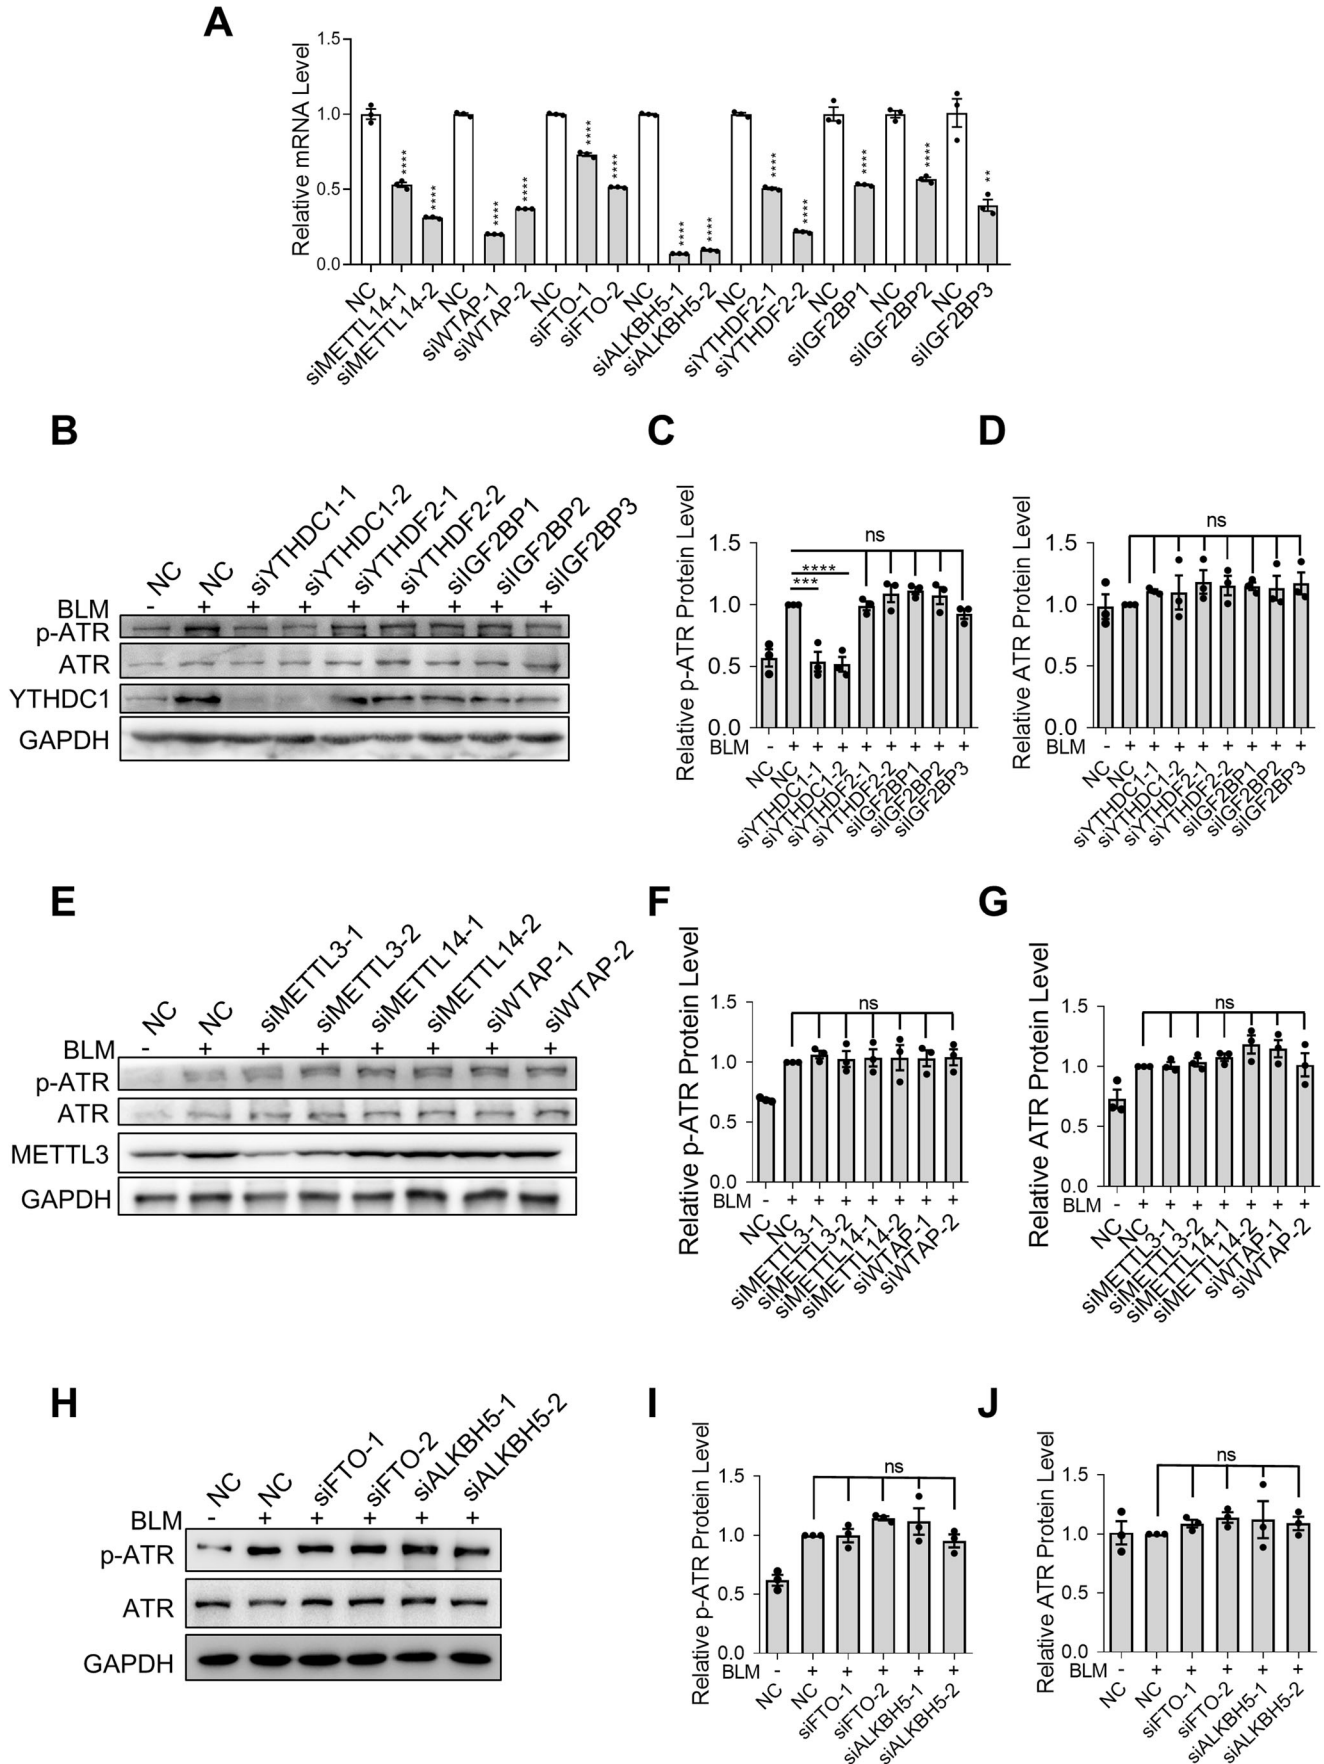 A
Relative mRNA Level
1.5
1.0
0.5
0.0
**** **** **** **** **** **** **** **** **** **** **** **** **
NC siMETTL14-1 siMETTL14-2 NC siWTAP-1 siWTAP-2 NC siFTO-1 siFTO-2 NC siALKBH5-1 siALKBH5-2 NC siYTHDF2-1 siYTHDF2-2 NC siIGF2BP1 NC siIGF2BP2 NC siIGF2BP3
B
NC NC siYTHDC1-1 siYTHDC1-2 siYTHDF2-1 siYTHDF2-2 siIGF2BP1 siIGF2BP2 siIGF2BP3
BLM - + + + + + + + +
p-ATR
ATR
YTHDC1
GAPDH
C
Relative p-ATR Protein Level
1.5
1.0
0.5
0.0
ns
****
***
BLM - + + + + + + + +
NC NC siYTHDC1-1 siYTHDC1-2 siYTHDF2-1 siYTHDF2-2 siIGF2BP1 siIGF2BP2 siIGF2BP3
D
Relative ATR Protein Level
1.5
1.0
0.5
0.0
ns
BLM - + + + + + + + +
NC NC siYTHDC1-1 siYTHDC1-2 siYTHDF2-1 siYTHDF2-2 siIGF2BP1 siIGF2BP2 siIGF2BP3
E
NC NC siMETTL3-1 siMETTL3-2 siMETTL14-1 siMETTL14-2 siWTAP-1 siWTAP-2
BLM - + + + + + + +
p-ATR
ATR
METTL3
GAPDH
F
Relative p-ATR Protein Level
1.5
1.0
0.5
0.0
ns
BLM - + + + + + + +
NC NC siMETTL3-1 siMETTL3-2 siMETTL14-1 siMETTL14-2 siWTAP-1 siWTAP-2
G
Relative ATR Protein Level
1.5
1.0
0.5
0.0
ns
BLM - + + + + + + +
NC NC siMETTL3-1 siMETTL3-2 siMETTL14-1 siMETTL14-2 siWTAP-1 siWTAP-2
H
NC NC siFTO-1 siFTO-2 siALKBH5-1 siALKBH5-2
BLM - + + + + +
p-ATR
ATR
GAPDH
I
Relative p-ATR Protein Level
1.5
1.0
0.5
0.0
ns
BLM - + + + + +
NC NC siFTO-1 siFTO-2 siALKBH5-1 siALKBH5-2
J
Relative ATR Protein Level
1.5
1.0
0.5
0.0
ns
BLM - + + + + +
NC NC siFTO-1 siFTO-2 siALKBH5-1 siALKBH5-2